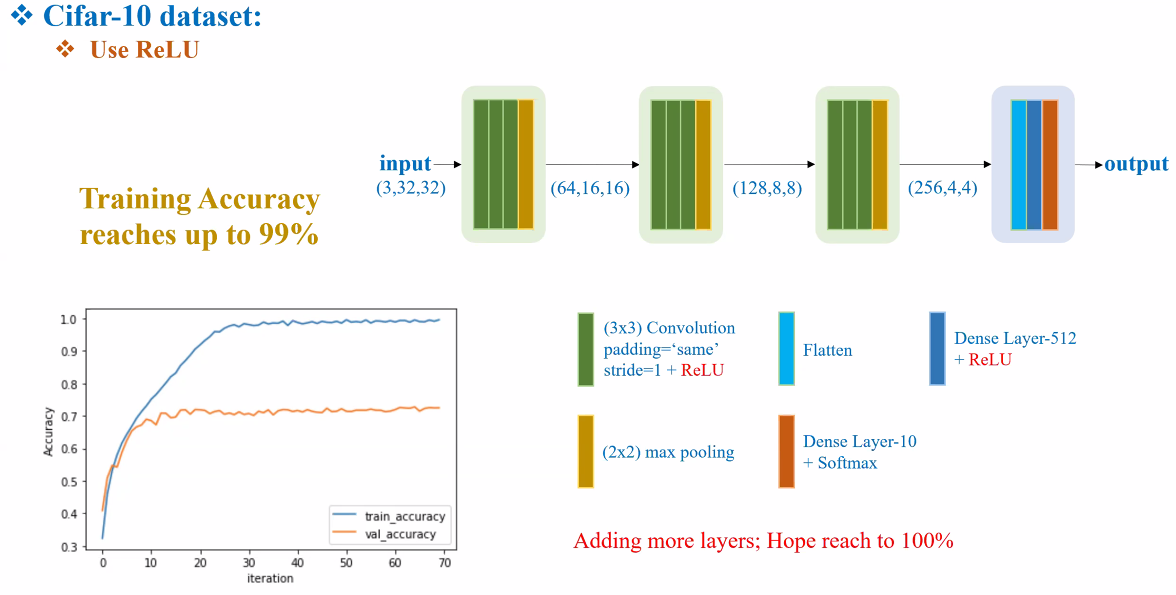 Cifar-10 dataset:
Use ReLU
Training Accuracy
reaches up to 99%
input
(3,32,32)
(64,16,16)
(128,8,8)
(256,4,4)
output
1.0
0.9
0.8
0.7
0.6
0.5
0.4
0.3
Accuracy
0 10 20 30 40 50 60 70
iteration
train_accuracy
val_accuracy
(3x3) Convolution
padding=‘same’
stride=1 + ReLU
Flatten
Dense Layer-512
+ ReLU
(2x2) max pooling
Dense Layer-10
+ Softmax
Adding more layers; Hope reach to 100%